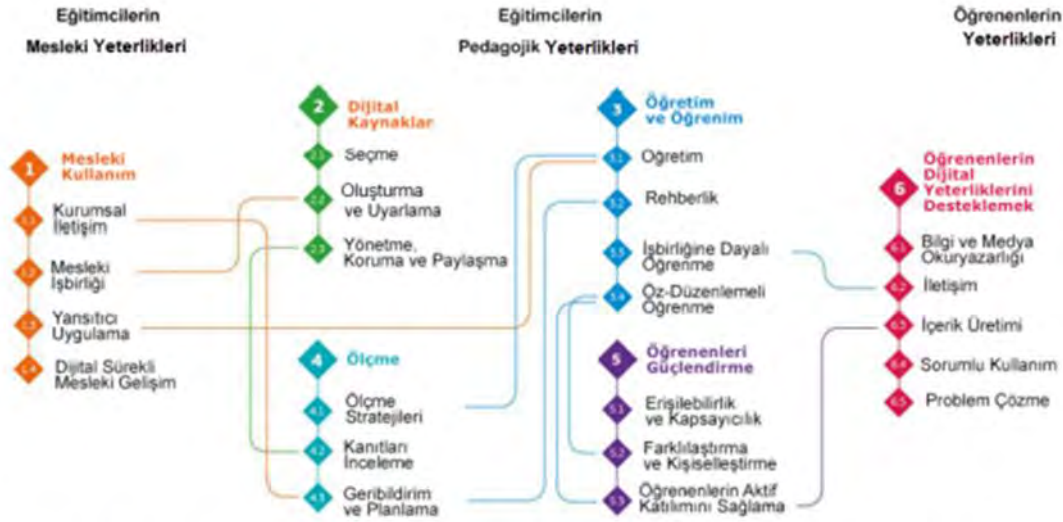 Eğitimcilerin
Mesleki Yeterlikleri
Eğitimcilerin
Pedagojik Yeterlikleri
Öğrenenlerin
Yeterlikleri
1
Mesleki
Kullanım
1.1
Kurumsal
İletişim
1.2
Mesleki
İşbirliği
1.3
Yansıtıcı
Uygulama
1.4
Dijital Sürekli
Mesleki Gelişim
2
Dijital
Kaynaklar
2.1
Seçme
2.2
Oluşturma
ve Uyarlama
2.3
Yönetme,
Koruma ve Paylaşma
3
Öğretim
ve Öğrenim
3.1
Öğretim
3.2
Rehberlik
3.3
İşbirliğine Dayalı
Öğrenme
3.4
Öz-Düzenlemeli
Öğrenme
4
Ölçme
4.1
Ölçme
Stratejileri
4.2
Kanıtları
İnceleme
4.3
Geribildirim
ve Planlama
5
Öğrenenleri
Güçlendirme
5.1
Erişilebilirlik
ve Kapsayıcılık
5.2
Farklılaştırma
ve Kişiselleştirme
5.3
Öğrenenlerin Aktif
Katılımını Sağlama
6
Öğrenenlerin
Dijital
Yeterliklerini
Desteklemek
6.1
Bilgi ve Medya
Okuryazarlığı
6.2
İletişim
6.3
İçerik Üretimi
6.4
Sorumlu Kullanım
6.5
Problem Çözme